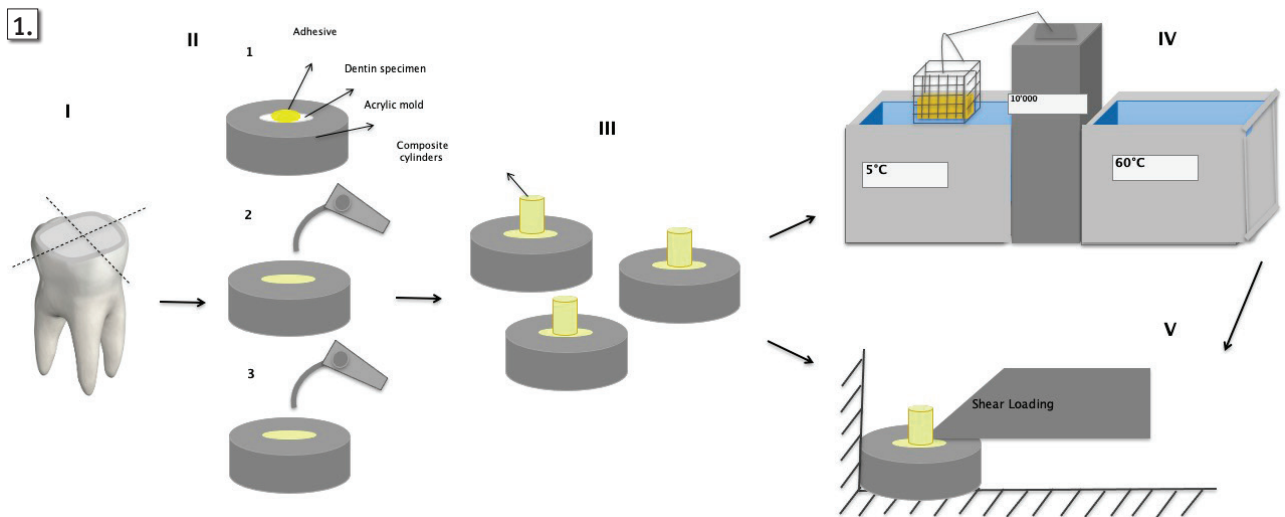 1.
I
II
1
Adhesive
Dentin specimen
Acrylic mold
Composite
cylinders
2
3
III
IV
10'000
5°C
60°C
V
Shear Loading